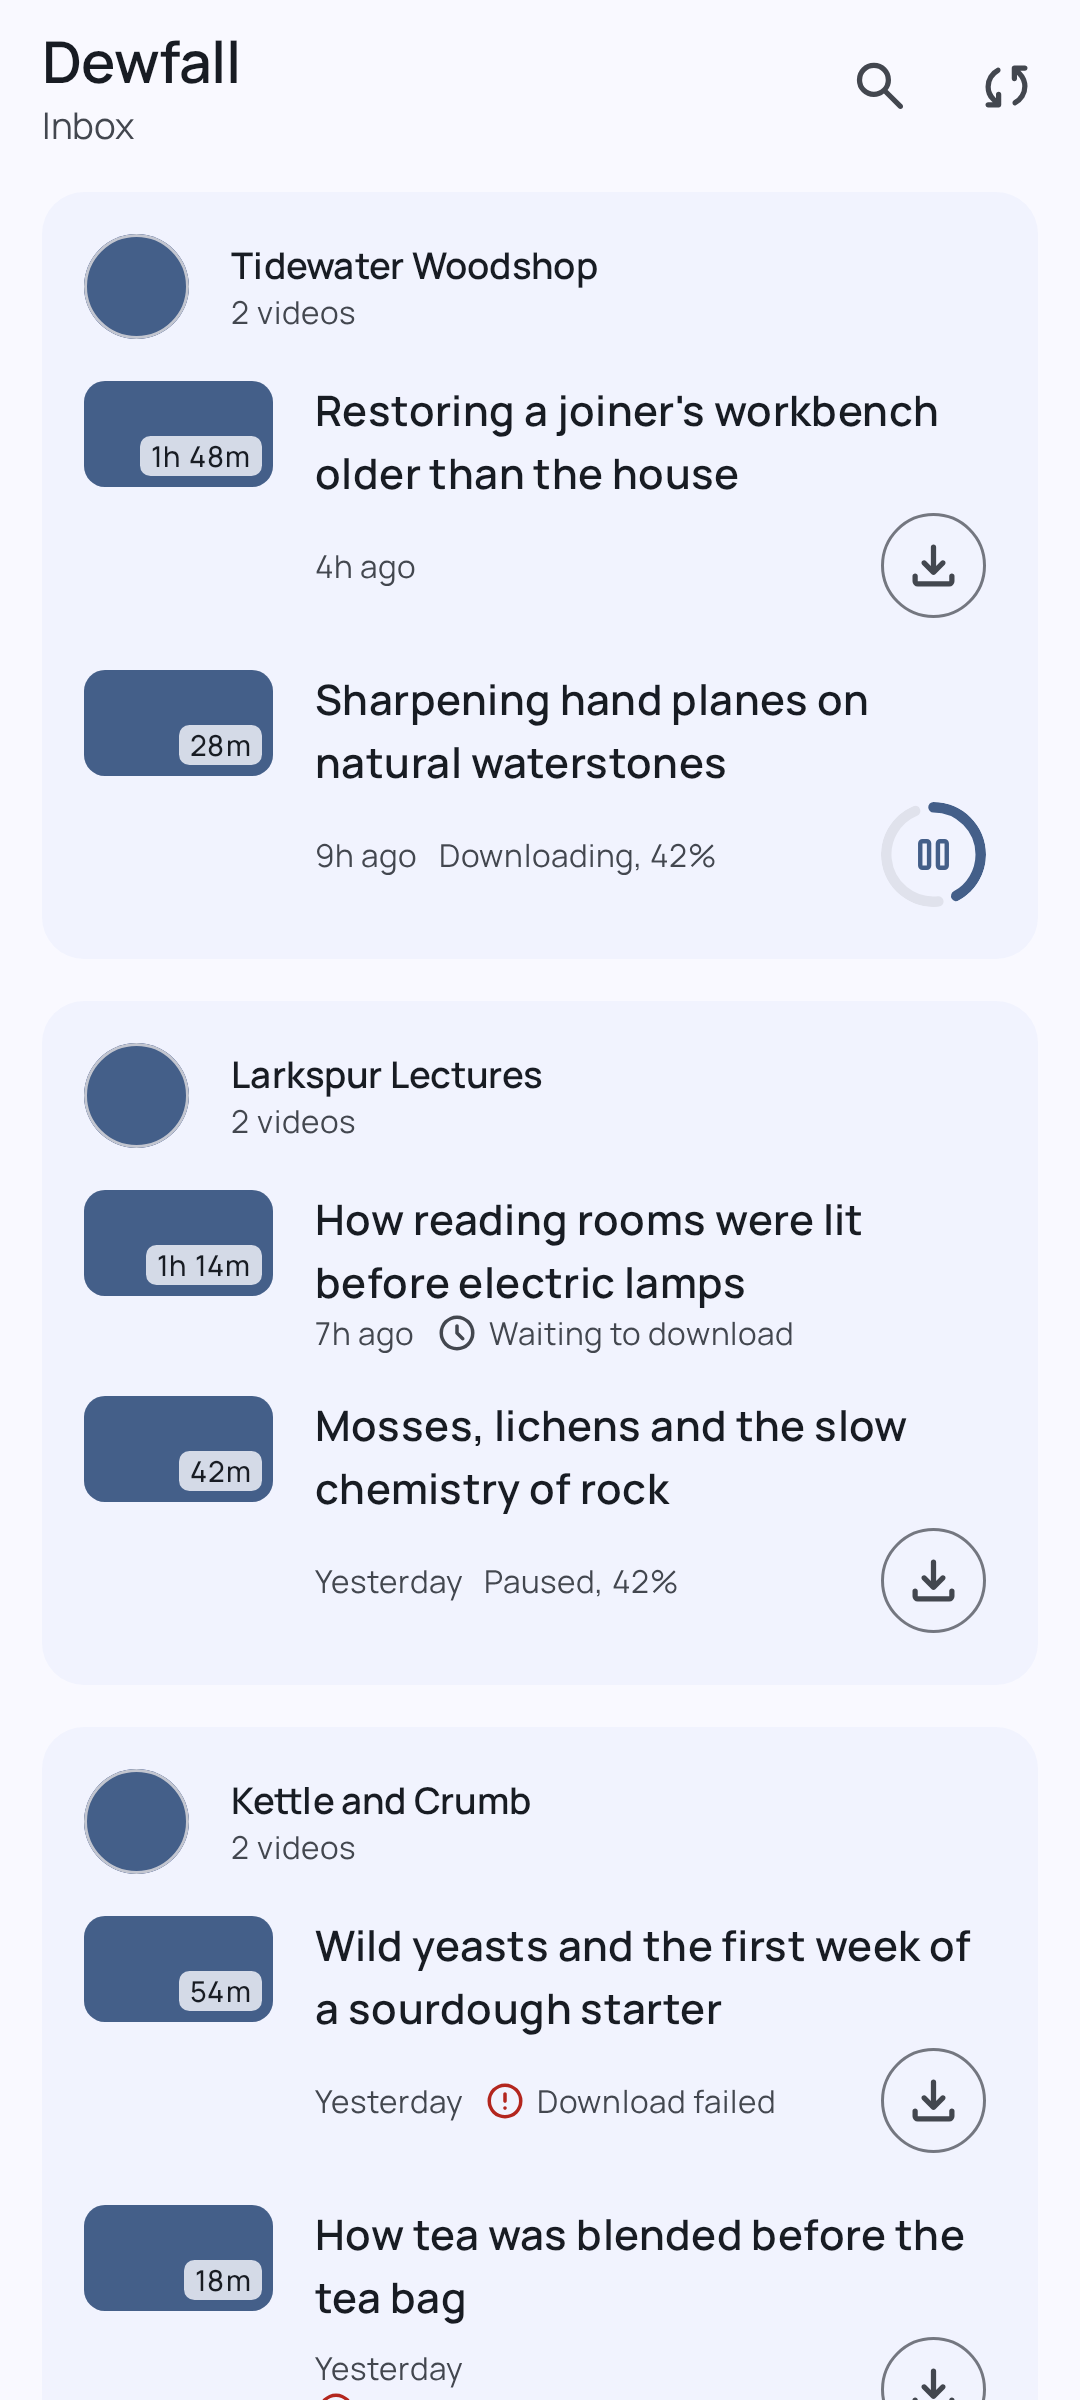 Dewfall
Inbox
Tidewater Woodshop
2 videos
1h 48m
Restoring a joiner's workbench
older than the house
4h ago
28m
Sharpening hand planes on
natural waterstones
9h ago Downloading, 42%
Larkspur Lectures
2 videos
1h 14m
How reading rooms were lit
before electric lamps
7h ago Waiting to download
42m
Mosses, lichens and the slow
chemistry of rock
Yesterday Paused, 42%
Kettle and Crumb
2 videos
54m
Wild yeasts and the first week of
a sourdough starter
Yesterday Download failed
18m
How tea was blended before the
tea bag
Yesterday